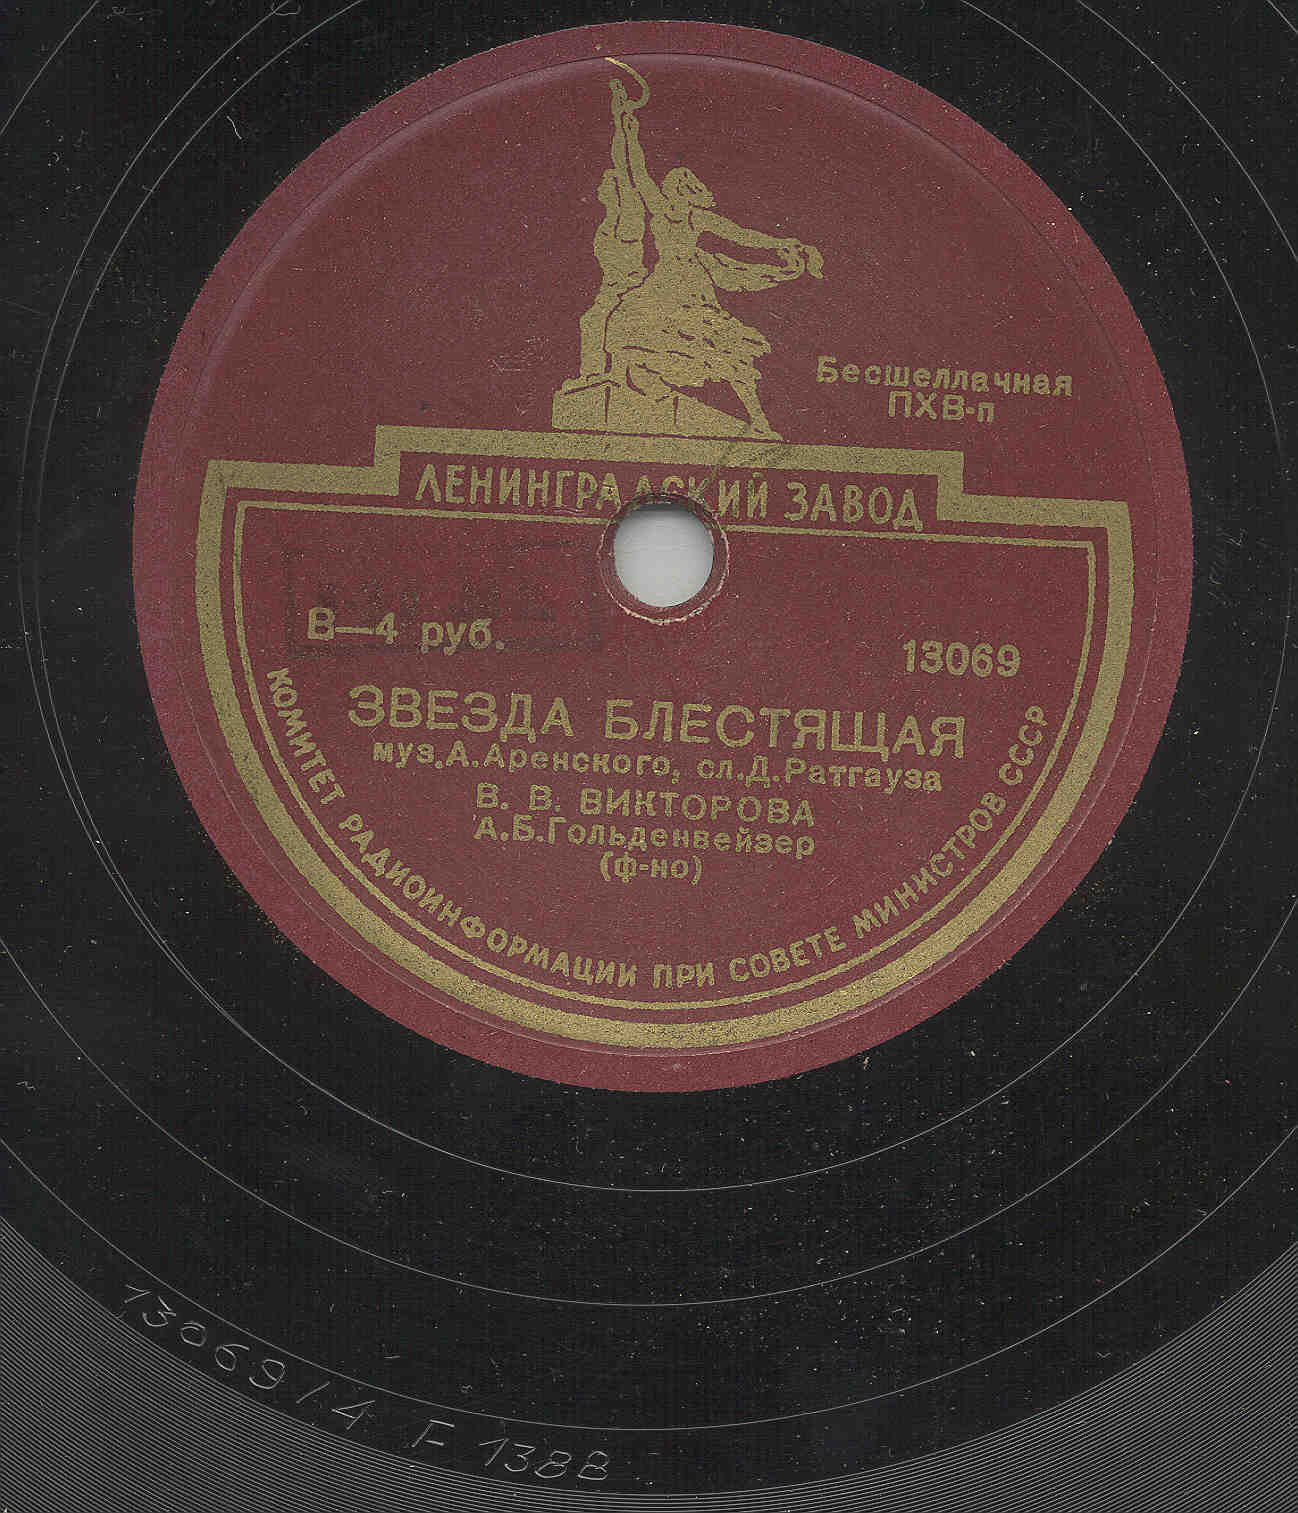 Бесшеллачная
ПХВ-п
ЛЕНИНГРАДСКИЙ ЗАВОД
В—4 руб.
13069
ЗВЕЗДА БЛЕСТЯЩАЯ
муз.А.Аренского, сл.Д.Ратгауза
В. В. ВИКТОРОВА
А.Б.Гольденвейзер
(ф-но)
КОМИТЕТ РАДИОИНФОРМАЦИИ ПРИ СОВЕТЕ МИНИСТРОВ СССР
13069/4 F 1388